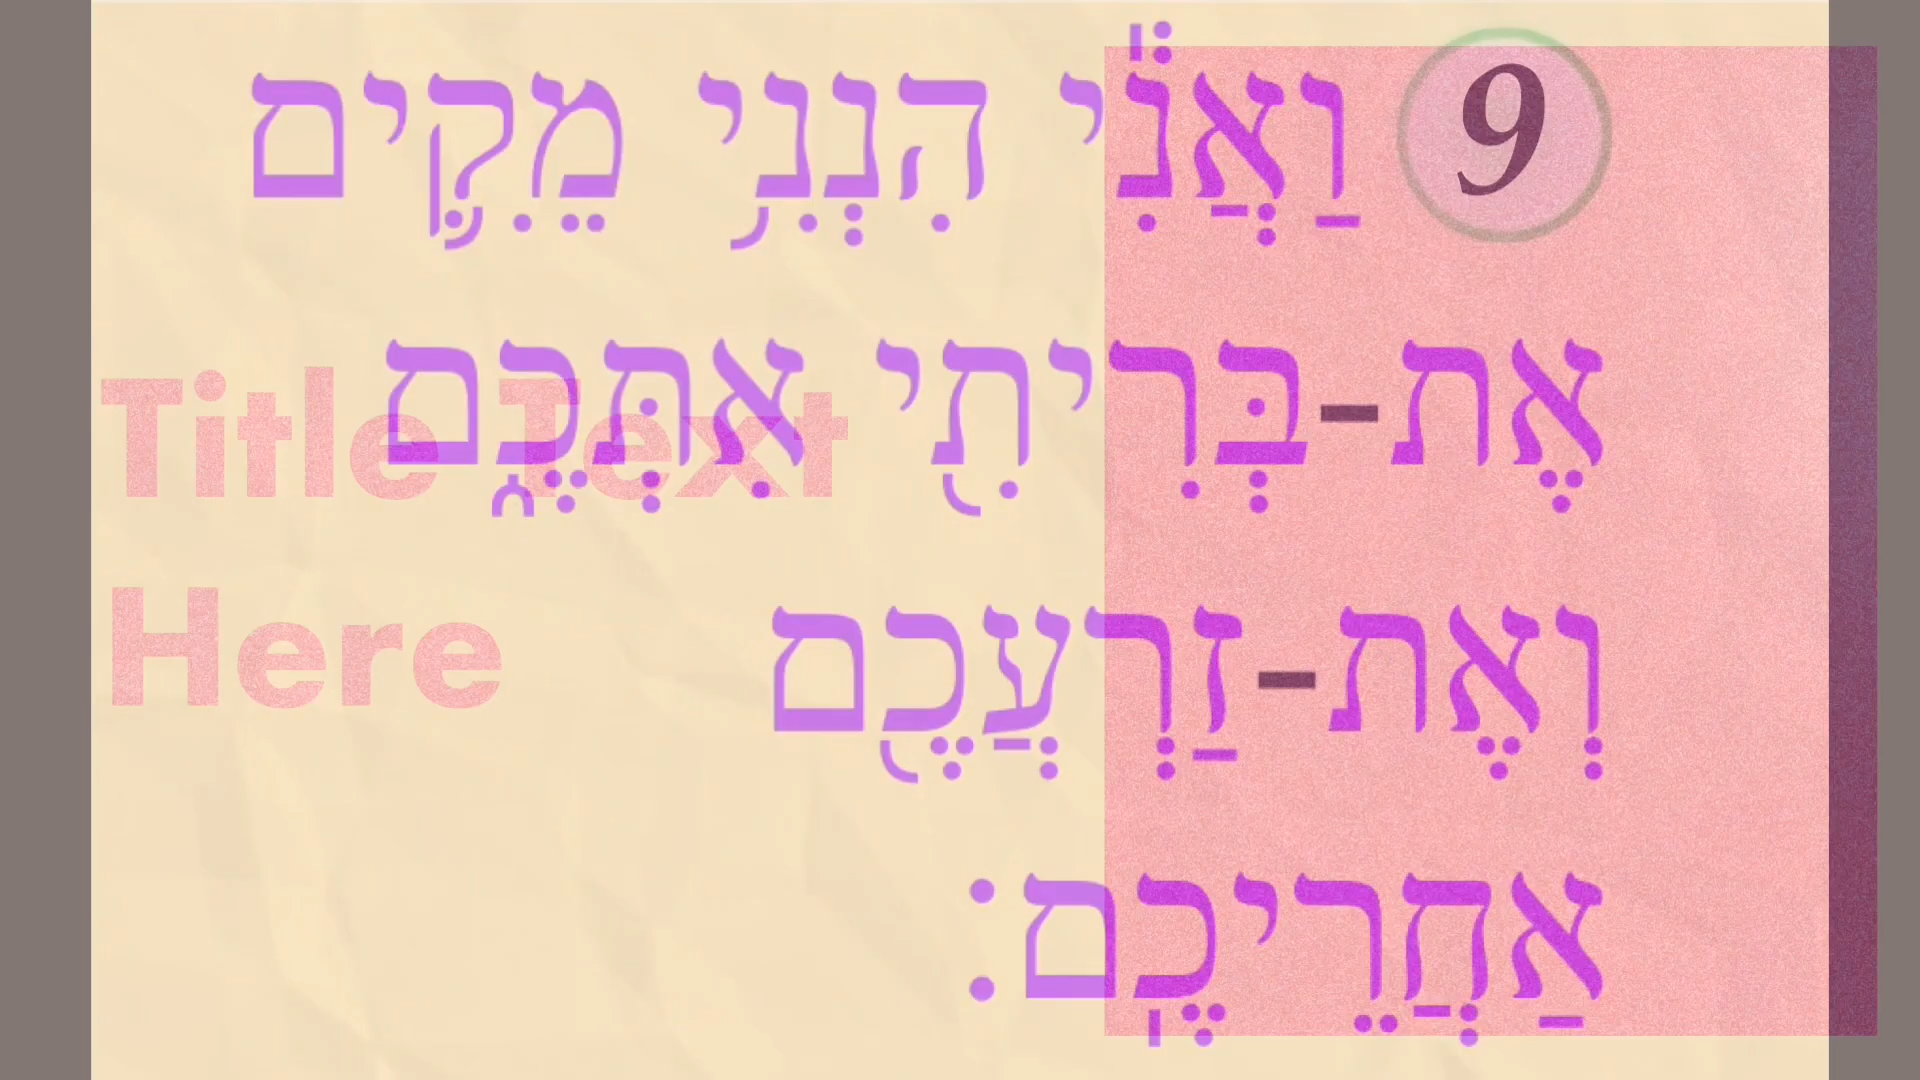 9 וַאֲנִ֕י הִנְנִ֥י מֵקִ֛ים
אֶת-בְּרִיתִ֖י אִתְּכֶ֑ם
וְאֶת-זַרְעֲכֶ֖ם
אַחֲרֵיכֶֽם׃
Title Text
Here